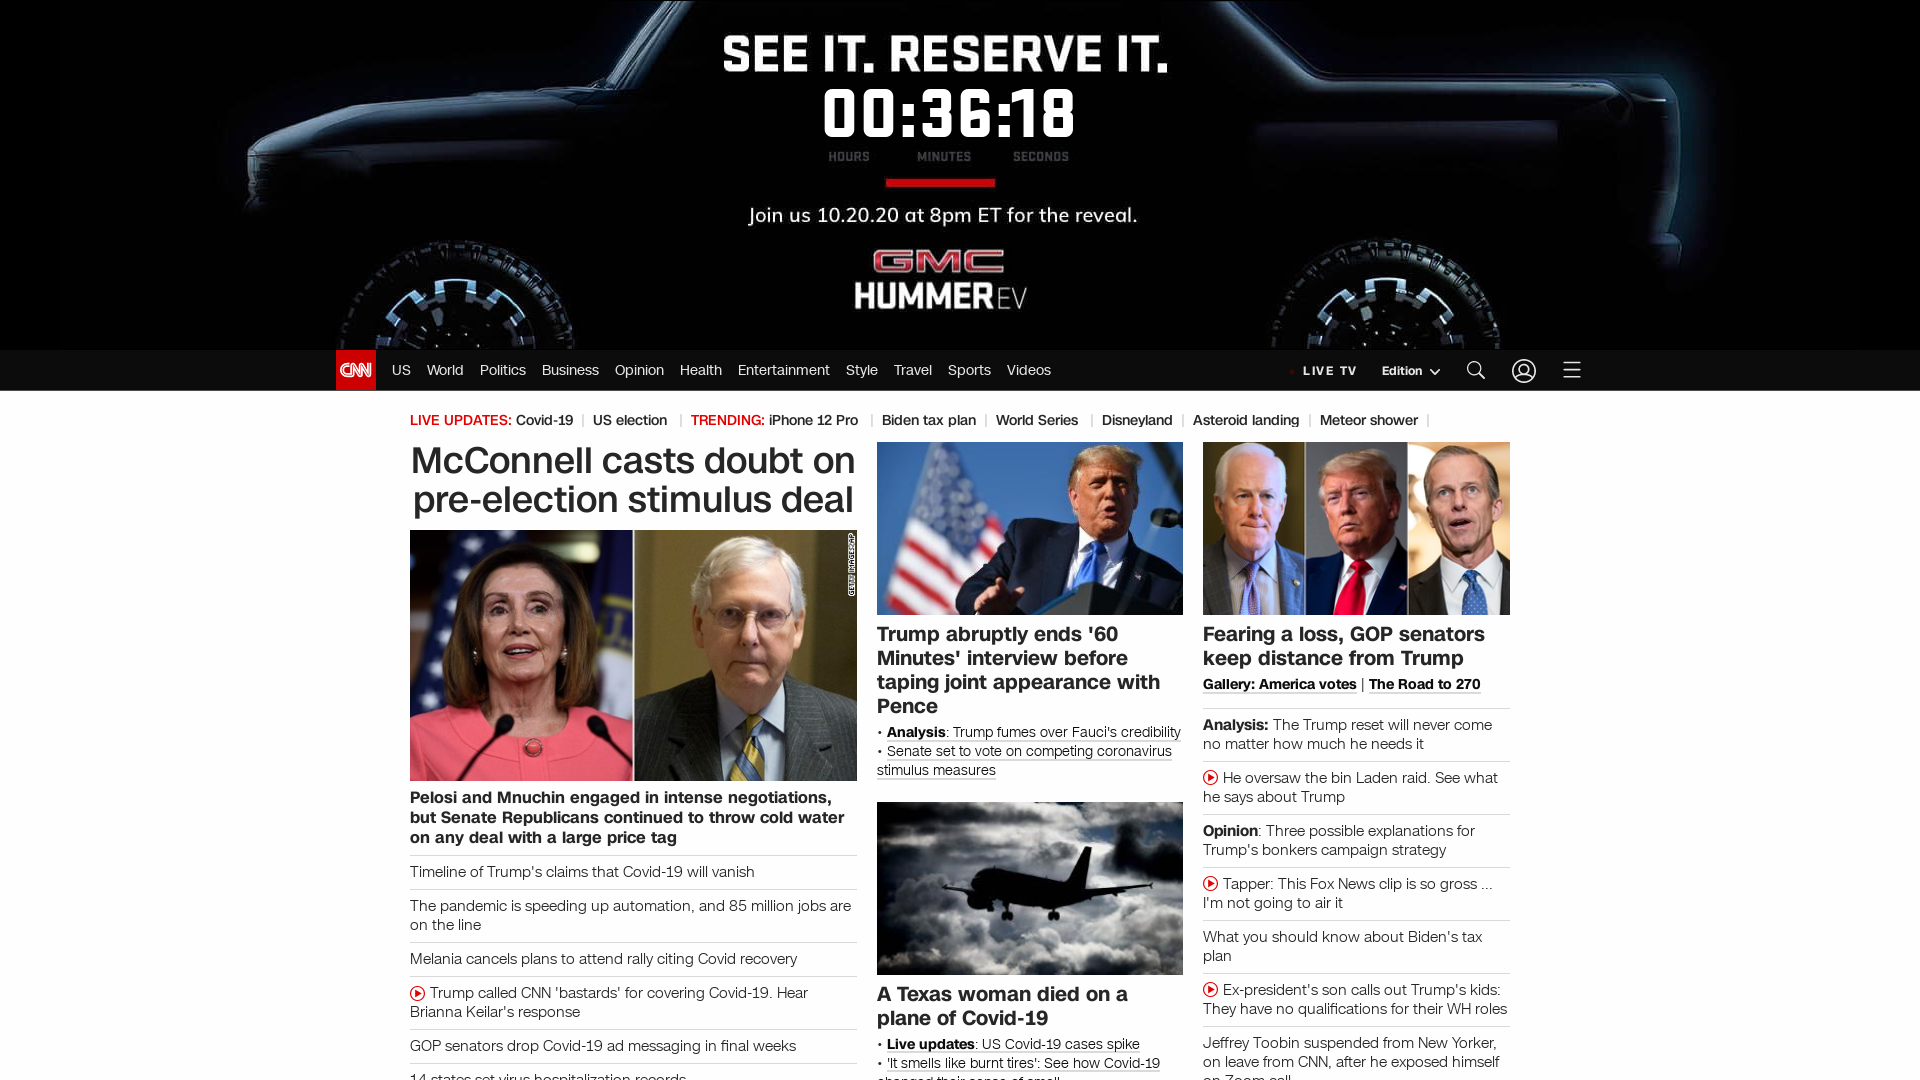 SEE IT. RESERVE IT.
00:36:18
HOURS MINUTES SECONDS
Join us 10.20.20 at 8pm ET for the reveal.
GMC
HUMMER EV
CNN US World Politics Business Opinion Health Entertainment Style Travel Sports Videos LIVE TV Edition
LIVE UPDATES: Covid-19 | US election | TRENDING: iPhone 12 Pro | Biden tax plan | World Series | Disneyland | Asteroid landing | Meteor shower |
McConnell casts doubt on
pre-election stimulus deal
GETTY IMAGES/AP
Pelosi and Mnuchin engaged in intense negotiations,
but Senate Republicans continued to throw cold water
on any deal with a large price tag
Timeline of Trump's claims that Covid-19 will vanish
The pandemic is speeding up automation, and 85 million jobs are
on the line
Melania cancels plans to attend rally citing Covid recovery
Trump called CNN 'bastards' for covering Covid-19. Hear
Brianna Keilar's response
GOP senators drop Covid-19 ad messaging in final weeks
14 states set virus hospitalization records
Trump abruptly ends '60
Minutes' interview before
taping joint appearance with
Pence
• Analysis: Trump fumes over Fauci's credibility
• Senate set to vote on competing coronavirus
stimulus measures
A Texas woman died on a
plane of Covid-19
• Live updates: US Covid-19 cases spike
• 'It smells like burnt tires': See how Covid-19
changed their sense of smell
Fearing a loss, GOP senators
keep distance from Trump
Gallery: America votes | The Road to 270
Analysis: The Trump reset will never come
no matter how much he needs it
He oversaw the bin Laden raid. See what
he says about Trump
Opinion: Three possible explanations for
Trump's bonkers campaign strategy
Tapper: This Fox News clip is so gross ...
I'm not going to air it
What you should know about Biden's tax
plan
Ex-president's son calls out Trump's kids:
They have no qualifications for their WH roles
Jeffrey Toobin suspended from New Yorker,
on leave from CNN, after he exposed himself
on Zoom call